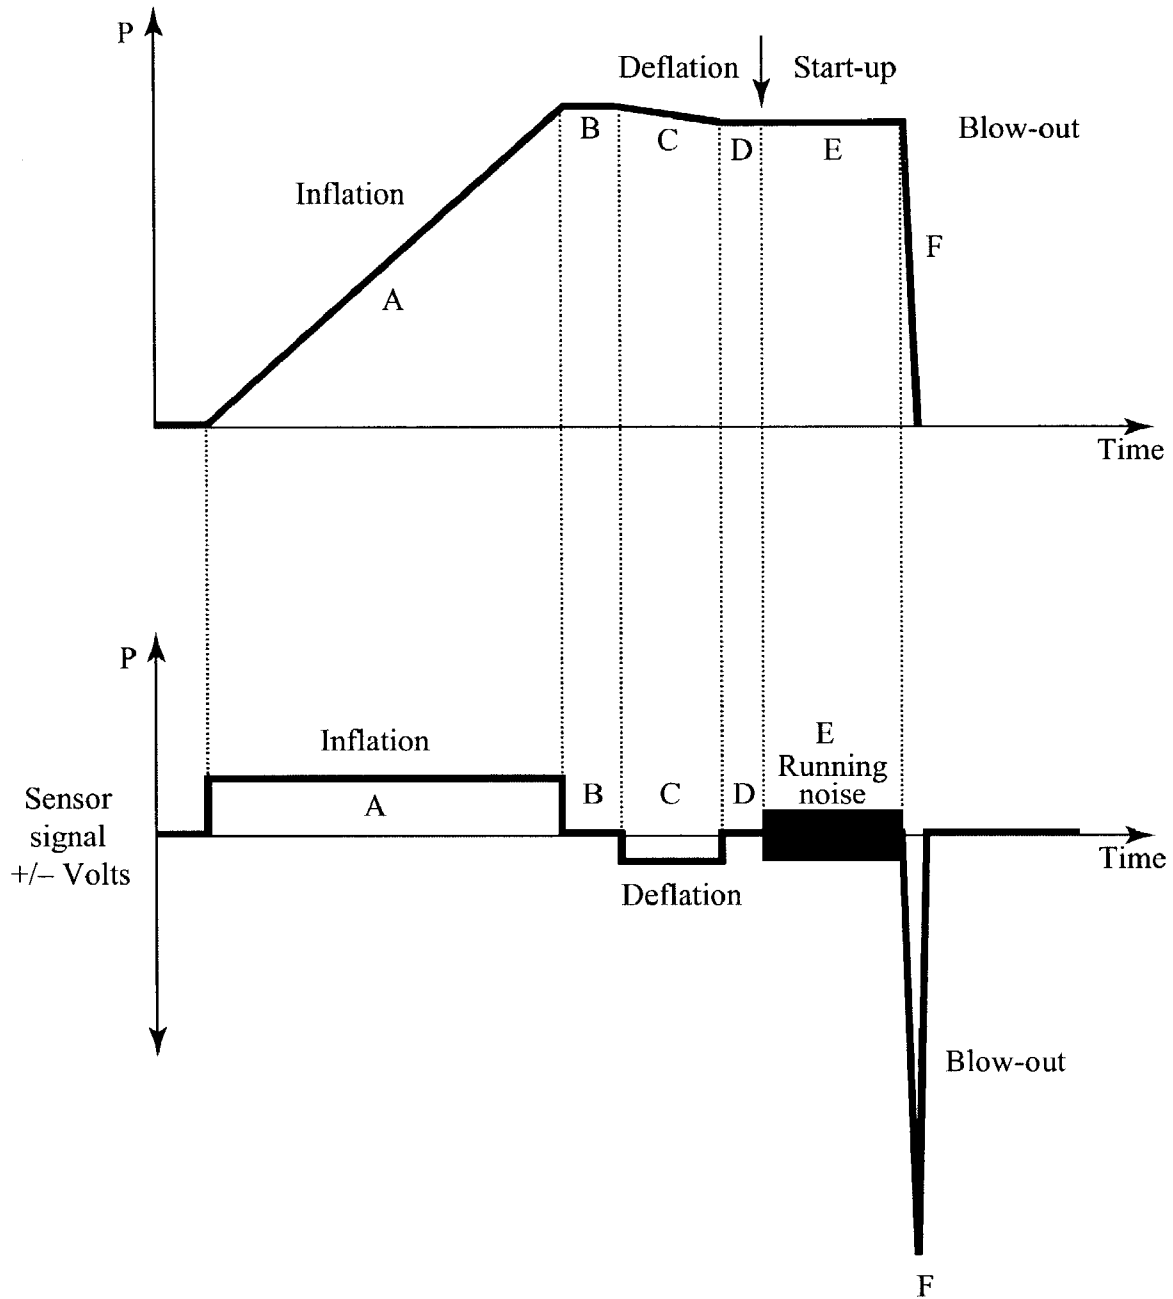 P
Deflation
Start-up
B
C
D
E
Blow-out
Inflation
F
A
Time
P
Inflation
E
Running
noise
Sensor
signal
+/– Volts
A
B
C
D
Time
Deflation
Blow-out
F